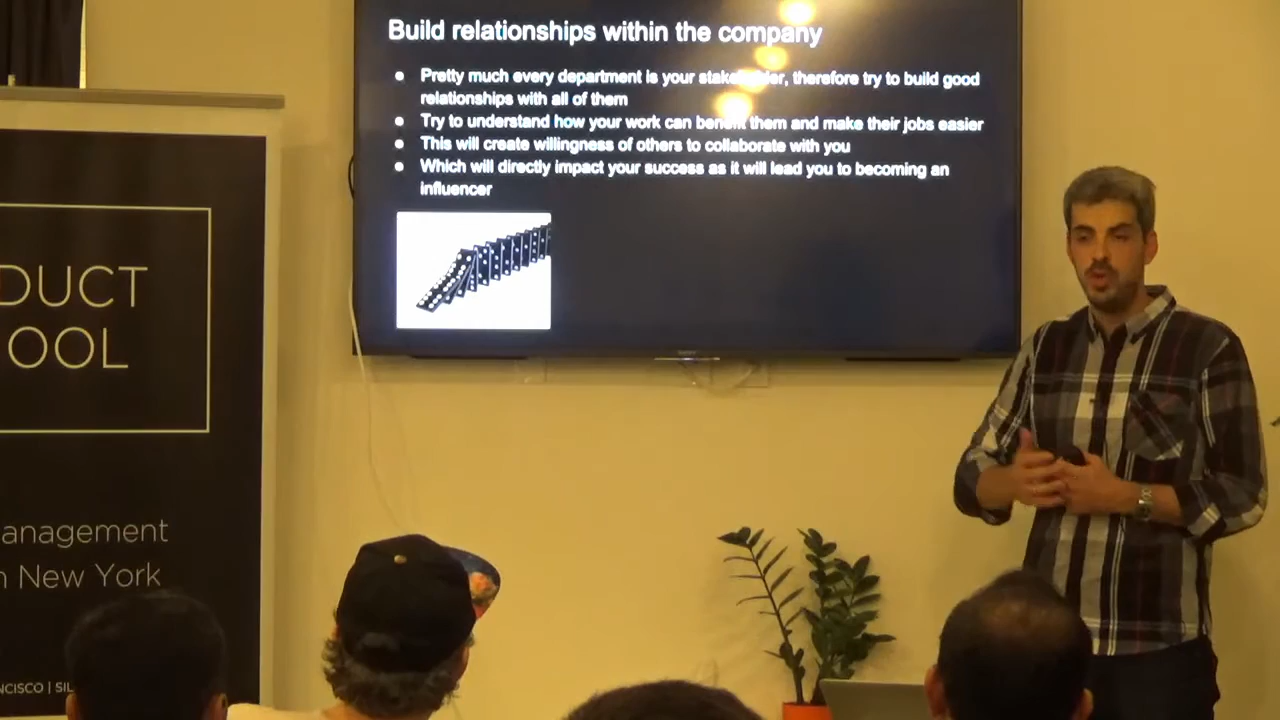 Build relationships within the company
● Pretty much every department is your stakeholder, therefore try to build good
relationships with all of them
● Try to understand how your work can benefit them and make their jobs easier
● This will create willingness of others to collaborate with you
● Which will directly impact your success as it will lead you to becoming an
influencer
DUCT
OOL
anagement
n New York
NCISCO | SIL